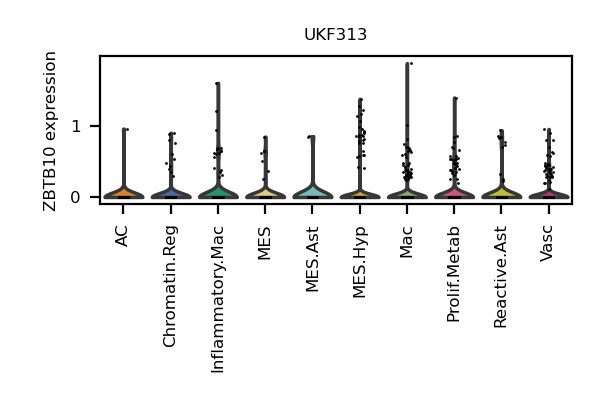 UKF313
ZBTB10 expression
1
0
AC
Chromatin.Reg
Inflammatory.Mac
MES
MES.Ast
MES.Hyp
Mac
Prolif.Metab
Reactive.Ast
Vasc